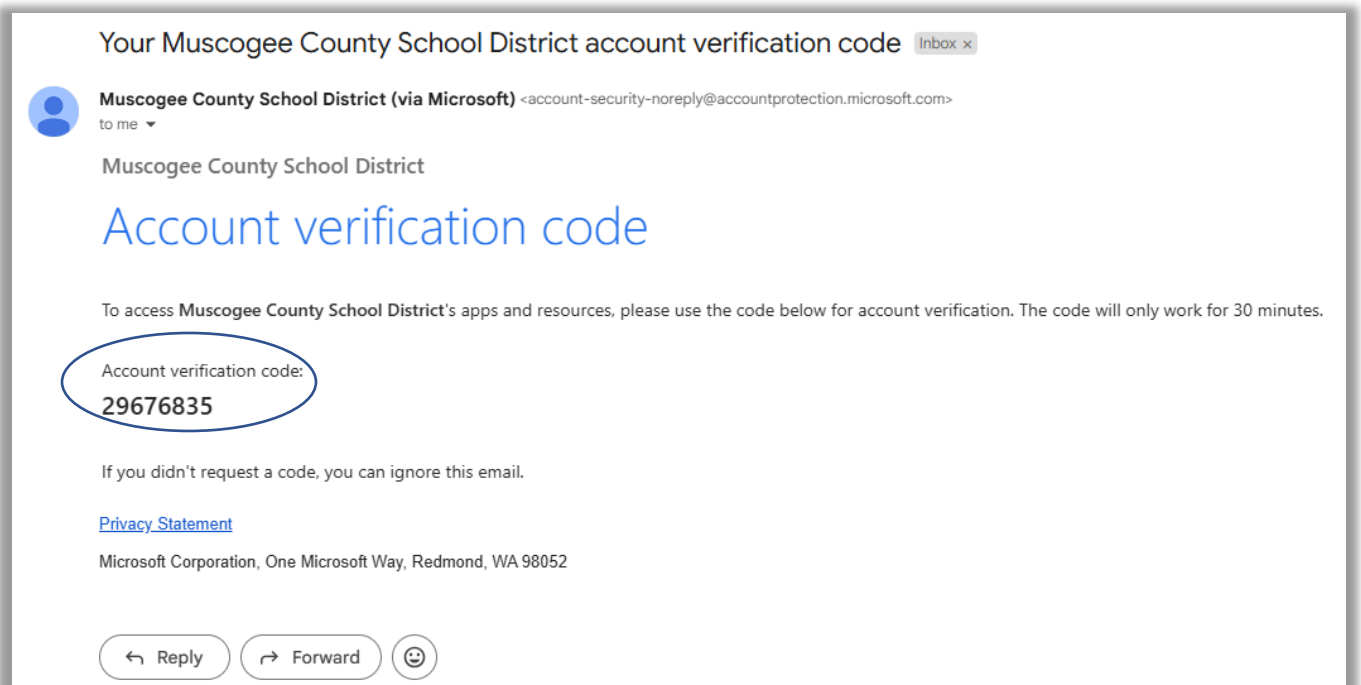 Your Muscogee County School District account verification code Inbox x
Muscogee County School District (via Microsoft) <account-security-noreply@accountprotection.microsoft.com>
to me
Muscogee County School District
Account verification code
To access Muscogee County School District's apps and resources, please use the code below for account verification. The code will only work for 30 minutes.
Account verification code:
29676835
If you didn't request a code, you can ignore this email.
Privacy Statement
Microsoft Corporation, One Microsoft Way, Redmond, WA 98052
Reply Forward